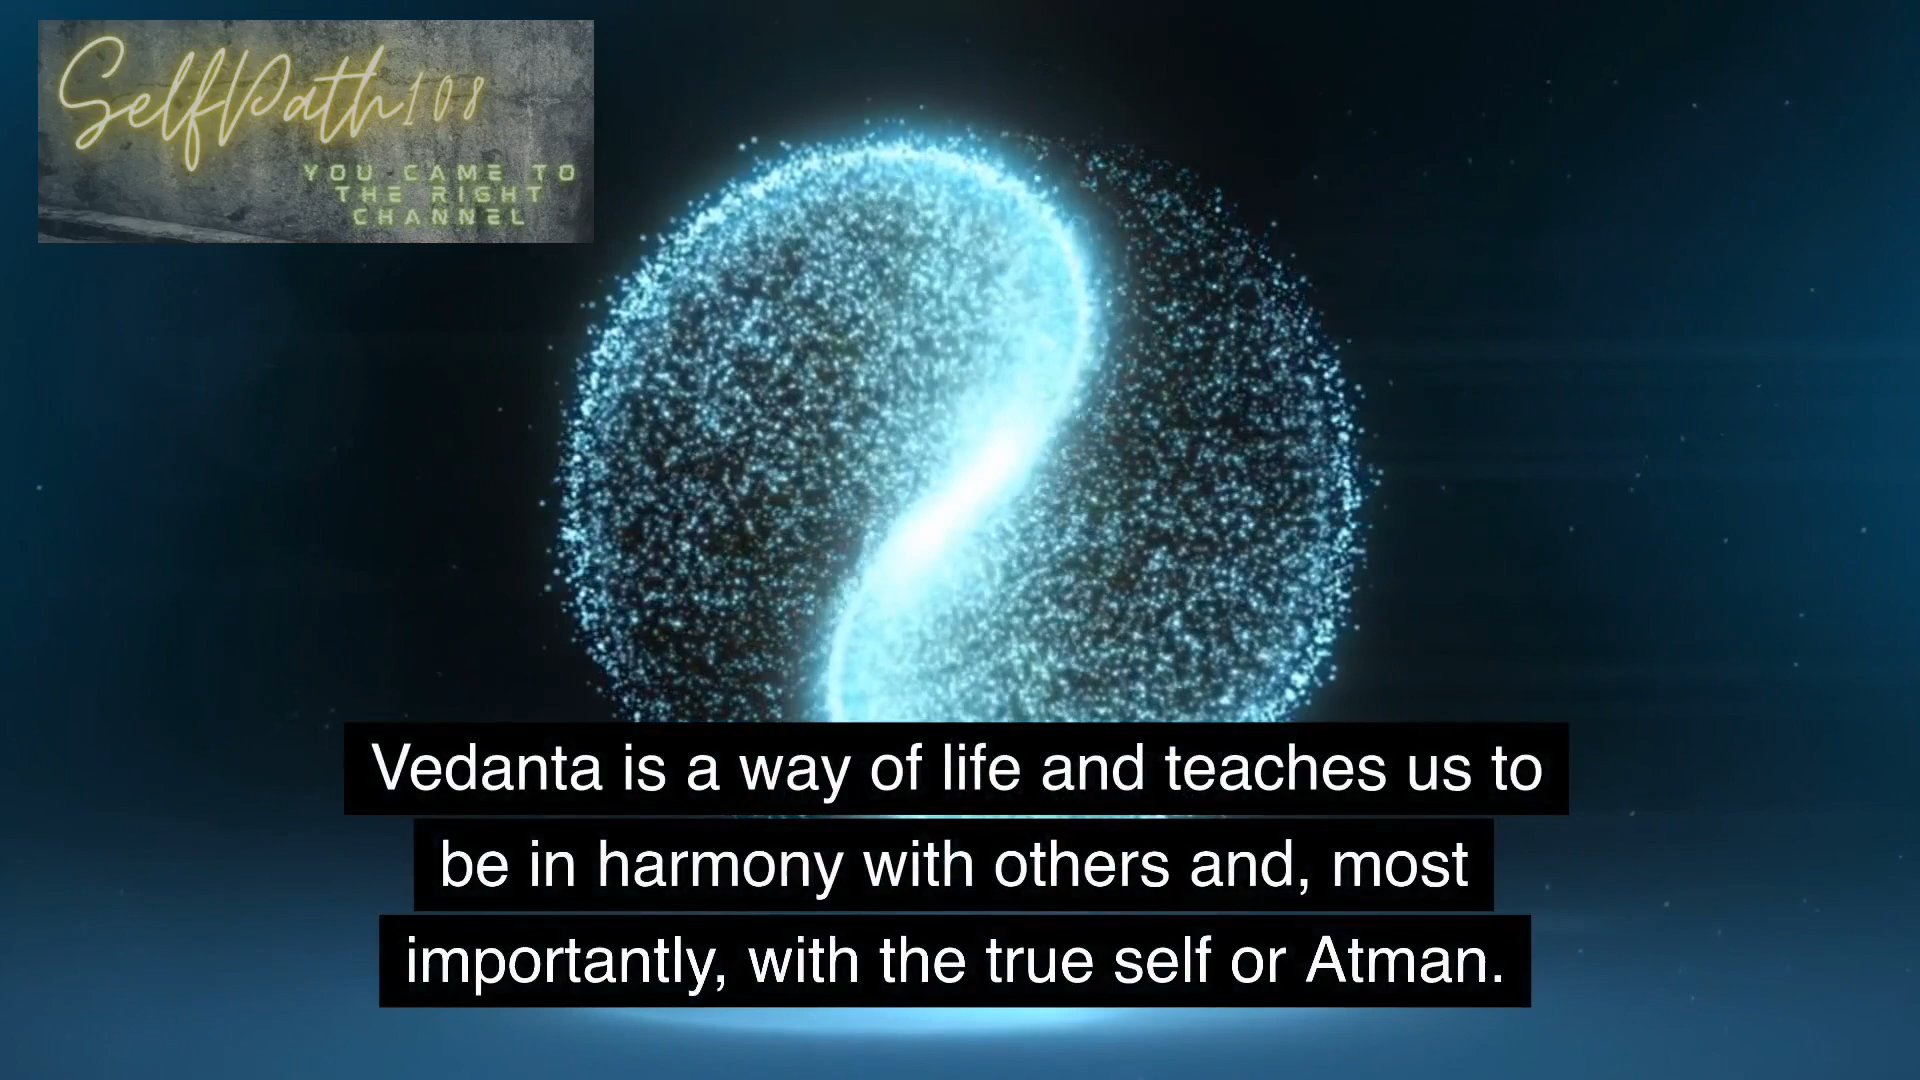 SelfPath108
YOU CAME TO
THE RIGHT
CHANNEL
Vedanta is a way of life and teaches us to
be in harmony with others and, most
importantly, with the true self or Atman.